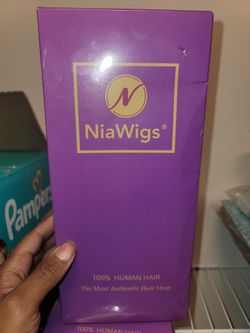 N
NiaWigs®
Pampers
100% HUMAN HAIR
The Most Authentic Hair Shop
100% HUMAN HAIR